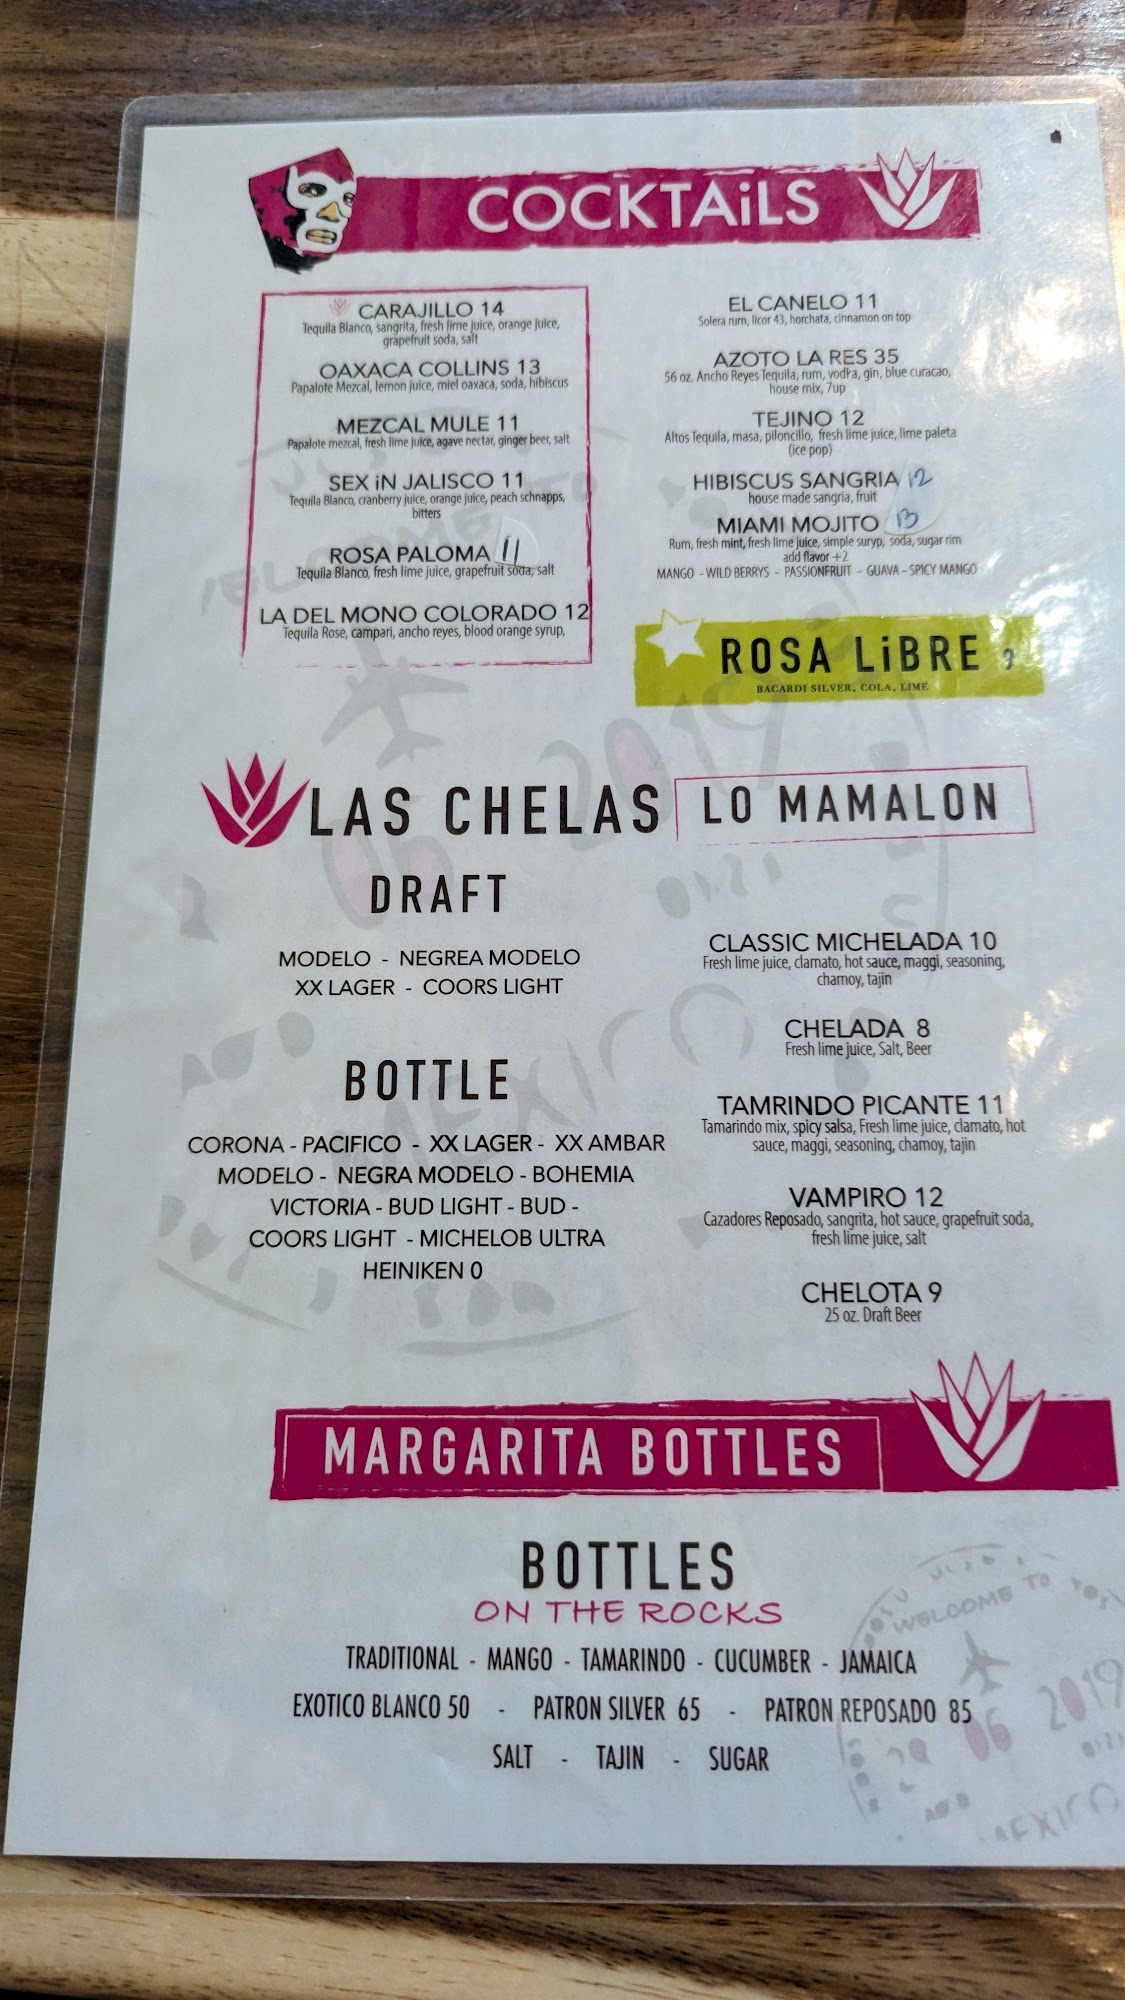 COCKTAiLS
CARAJILLO 14
Tequila Blanco, sangrita, fresh lime juice, orange juice,
grapefruit soda, salt
OAXACA COLLINS 13
Papalote Mezcal, lemon juice, miel oaxaca, soda, hibiscus
MEZCAL MULE 11
Papalote mezcal, fresh lime juice, agave nectar, ginger beer, salt
SEX iN JALISCO 11
Tequila Blanco, cranberry juice, orange juice, peach schnapps,
bitters
ROSA PALOMA 11
Tequila Blanco, fresh lime juice, grapefruit soda, salt
LA DEL MONO COLORADO 12
Tequila Rose, campari, ancho reyes, blood orange syrup,
EL CANELO 11
Solera rum, licor 43, horchata, cinnamon on top
AZOTO LA RES 35
56 oz. Ancho Reyes Tequila, rum, vodka, gin, blue curacao,
house mix, 7up
TEJINO 12
Altos Tequila, masa, piloncillo, fresh lime juice, lime paleta
(ice pop)
HIBISCUS SANGRIA 12
house made sangria, fruit
MIAMI MOJITO 13
Rum, fresh mint, fresh lime juice, simple suryp, soda, sugar rim
add flavor +2
MANGO - WILD BERRYS - PASSIONFRUIT - GUAVA - SPICY MANGO
ROSA LiBRE 9
BACARDI SILVER, COLA, LIME
LAS CHELAS
DRAFT
MODELO - NEGREA MODELO
XX LAGER - COORS LIGHT
BOTTLE
CORONA - PACIFICO - XX LAGER - XX AMBAR
MODELO - NEGRA MODELO - BOHEMIA
VICTORIA - BUD LIGHT - BUD -
COORS LIGHT - MICHELOB ULTRA
HEINIKEN 0
LO MAMALON
CLASSIC MICHELADA 10
Fresh lime juice, clamato, hot sauce, maggi, seasoning,
chamoy, tajin
CHELADA 8
Fresh lime juice, Salt, Beer
TAMRINDO PICANTE 11
Tamarindo mix, spicy salsa, Fresh lime juice, clamato, hot
sauce, maggi, seasoning, chamoy, tajin
VAMPIRO 12
Cazadores Reposado, sangrita, hot sauce, grapefruit soda,
fresh lime juice, salt
CHELOTA 9
25 oz. Draft Beer
MARGARITA BOTTLES
BOTTLES
ON THE ROCKS
TRADITIONAL - MANGO - TAMARINDO - CUCUMBER - JAMAICA
EXOTICO BLANCO 50 - PATRON SILVER 65 - PATRON REPOSADO 85
SALT - TAJIN - SUGAR
WELCOME TO
06 2019
MEXICO